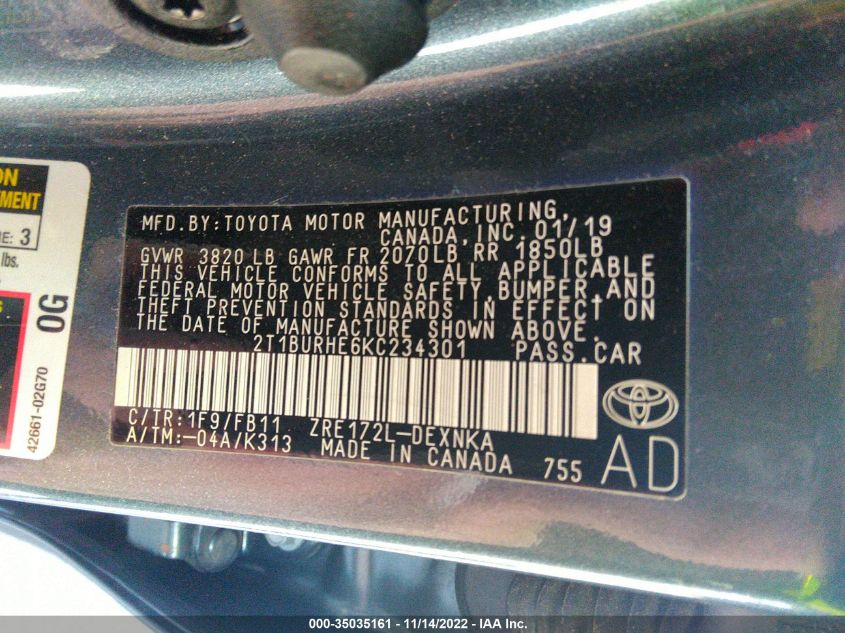 ON
EMENT
NE: 3
lbs.
S
OG
42661-02G70
MFD.BY:TOYOTA MOTOR MANUFACTURING,
CANADA,INC. 01/19
GVWR 3820 LB GAWR FR 2070LB RR 1850LB
THIS VEHICLE CONFORMS TO ALL APPLICABLE
FEDERAL MOTOR VEHICLE SAFETY,BUMPER,AND
THEFT PREVENTION STANDARDS IN EFFECT ON
THE DATE OF MANUFACTURE SHOWN ABOVE.
2T1BURHE6KC234301 PASS.CAR
C/TR:1F9/FB11 ZRE172L-DEXNKA
A/TM:-04A/K313 MADE IN CANADA 755
AD
000-35035161 - 11/14/2022 - IAA Inc.